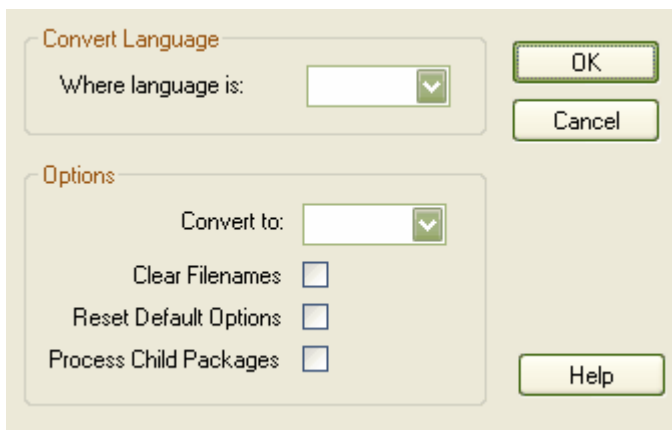 Convert Language
Where language is:
OK
Cancel
Options
Convert to:
Clear Filenames
Reset Default Options
Process Child Packages
Help